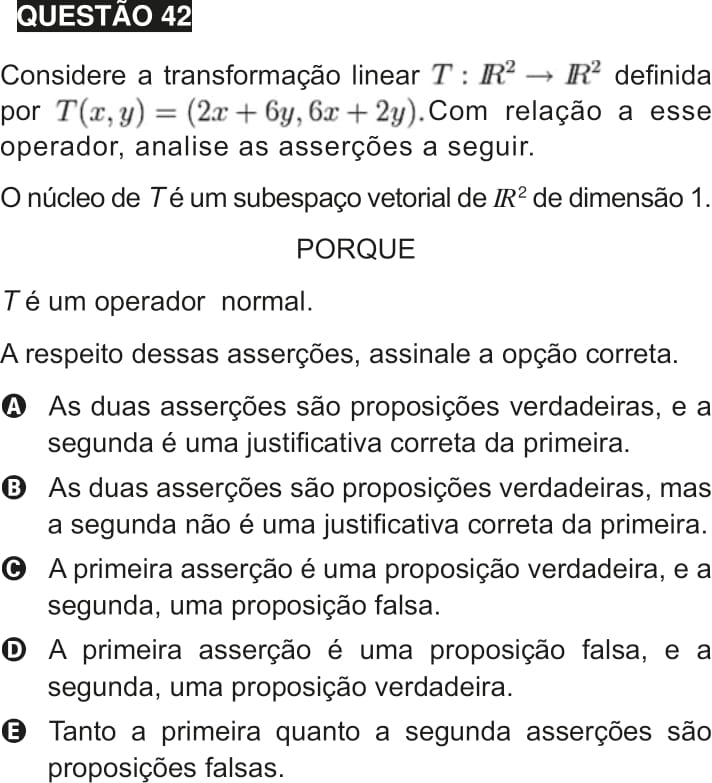 QUESTÃO 42
Considere a transformação linear T : ℝ² → ℝ² definida
por T(x, y) = (2x + 6y, 6x + 2y).Com relação a esse
operador, analise as asserções a seguir.
O núcleo de T é um subespaço vetorial de ℝ² de dimensão 1.
PORQUE
T é um operador normal.
A respeito dessas asserções, assinale a opção correta.
A As duas asserções são proposições verdadeiras, e a
segunda é uma justificativa correta da primeira.
B As duas asserções são proposições verdadeiras, mas
a segunda não é uma justificativa correta da primeira.
C A primeira asserção é uma proposição verdadeira, e a
segunda, uma proposição falsa.
D A primeira asserção é uma proposição falsa, e a
segunda, uma proposição verdadeira.
E Tanto a primeira quanto a segunda asserções são
proposições falsas.